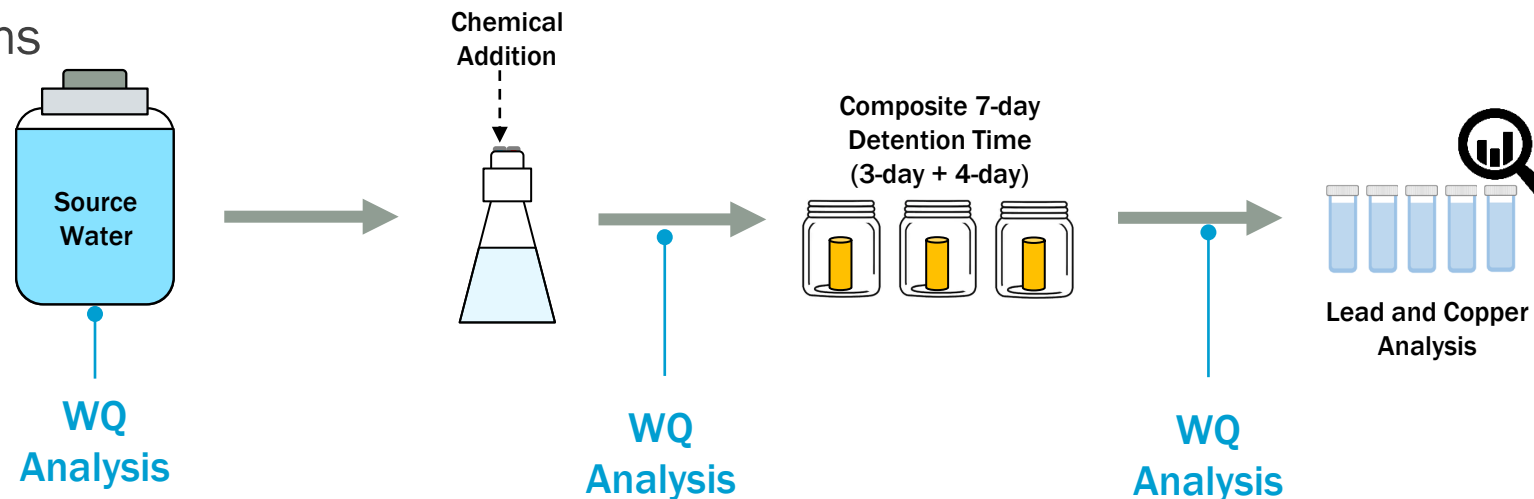 ns
Chemical
Addition
Source
Water
Composite 7-day
Detention Time
(3-day + 4-day)
Lead and Copper
Analysis
WQ
Analysis
WQ
Analysis
WQ
Analysis